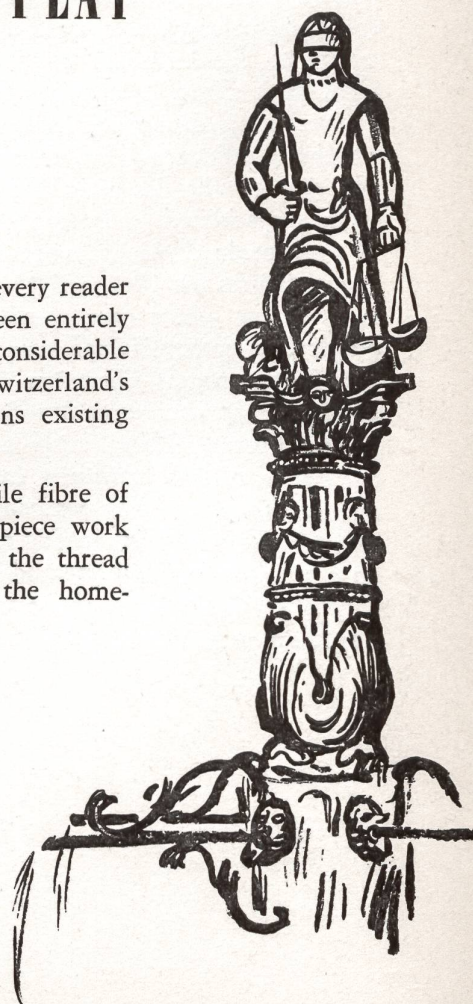 every reader
een entirely
considerable
witzerland's
ns existing
ile fibre of
piece work
the thread
the home-